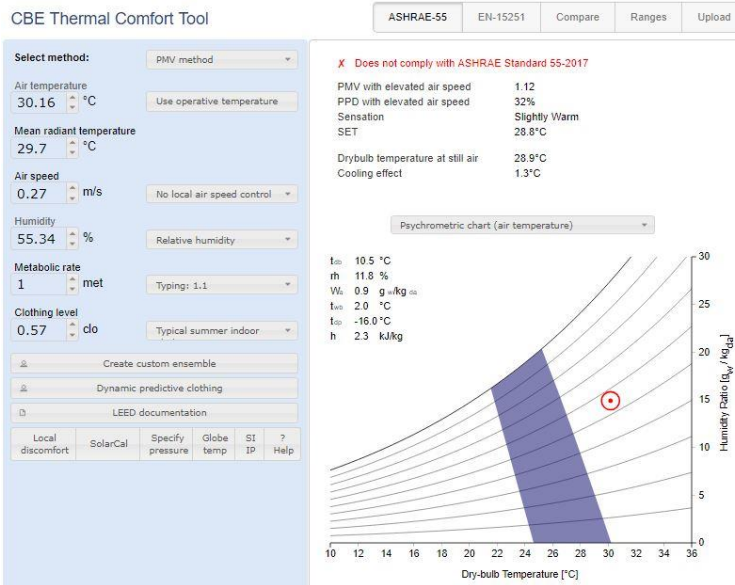 CBE Thermal Comfort Tool
ASHRAE-55 EN-15251 Compare Ranges Upload
Select method:
PMV method
Air temperature
30.16 °C
Use operative temperature
Mean radiant temperature
29.7 °C
Air speed
0.27 m/s
No local air speed control
Humidity
55.34 %
Relative humidity
Metabolic rate
1 met
Typing: 1.1
Clothing level
0.57 clo
Typical summer indoor
Create custom ensemble
Dynamic predictive clothing
LEED documentation
Local discomfort
SolarCal
Specify pressure
Globe temp
SI IP
? Help
✗ Does not comply with ASHRAE Standard 55-2017
PMV with elevated air speed 1.12
PPD with elevated air speed 32%
Sensation Slightly Warm
SET 28.8°C
Drybulb temperature at still air 28.9°C
Cooling effect 1.3°C
Psychrometric chart (air temperature)
tdb 10.5 °C
rh 11.8 %
Wa 0.9 g w/kg da
twb 2.0 °C
tdp -16.0 °C
h 2.3 kJ/kg
30
25
20
15
10
5
0
Humidity Ratio [gw / kgda]
10 12 14 16 18 20 22 24 26 28 30 32 34 36
Dry-bulb Temperature [°C]